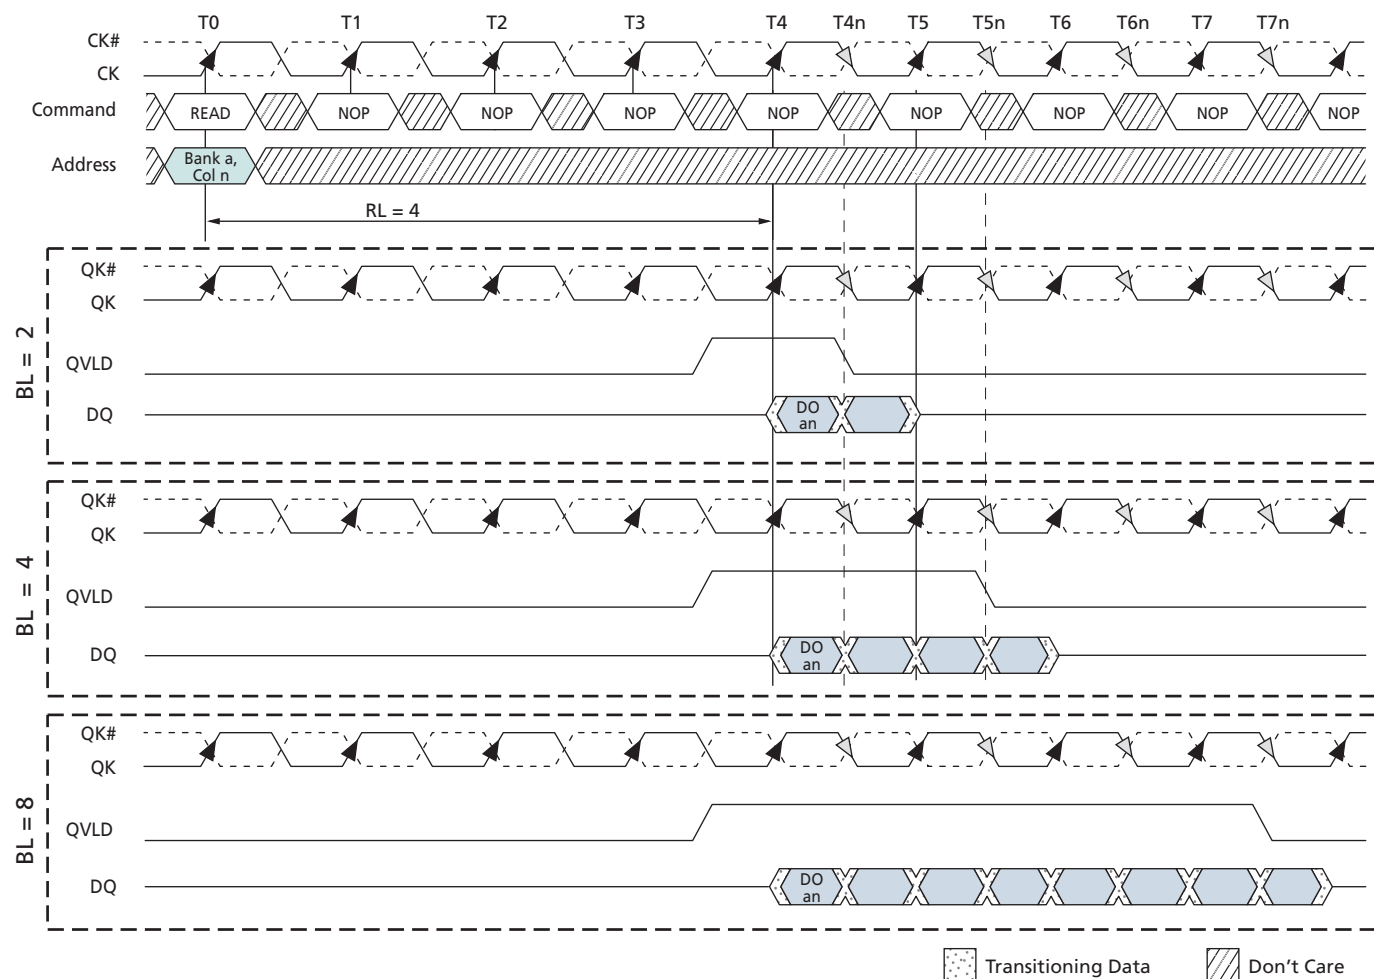 T0 T1 T2 T3 T4 T4n T5 T5n T6 T6n T7 T7n
CK#
CK
Command READ NOP NOP NOP NOP NOP NOP NOP NOP
Address Bank a,
Col n
RL = 4
BL = 2
QK#
QK
QVLD
DQ DO
an
BL = 4
QK#
QK
QVLD
DQ DO
an
BL = 8
QK#
QK
QVLD
DQ DO
an
Transitioning Data Don't Care